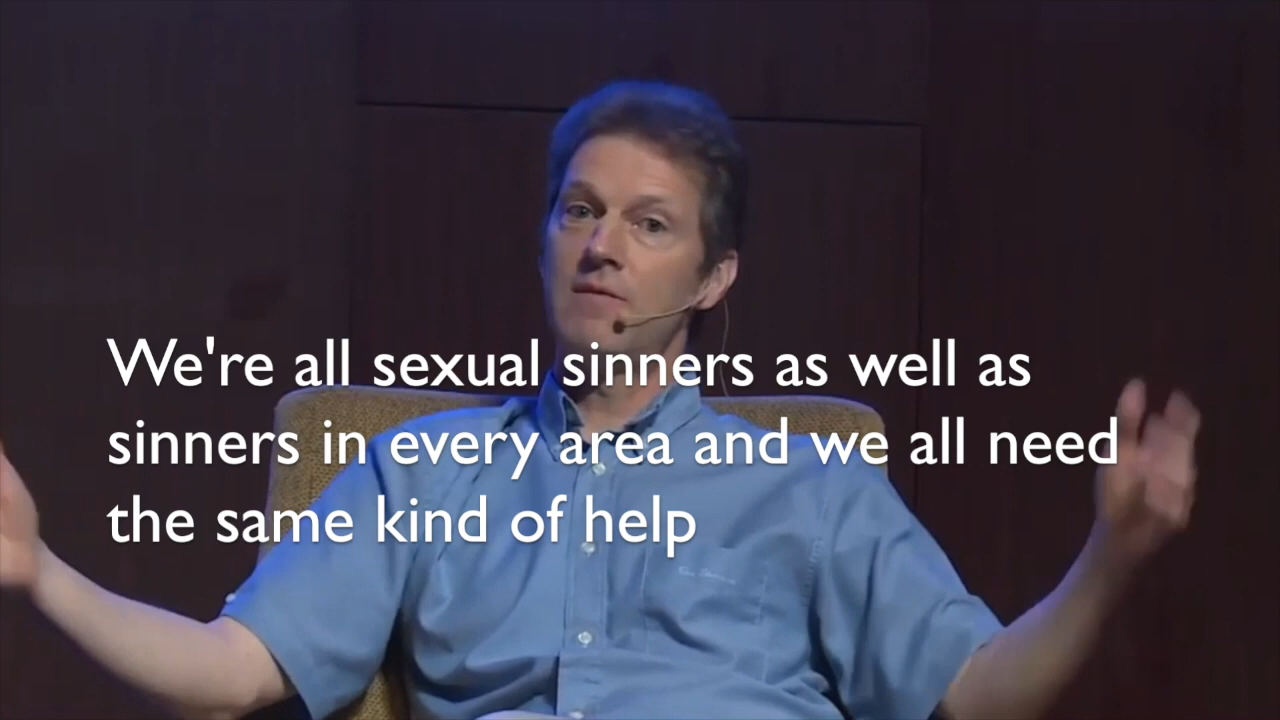 We're all sexual sinners as well as
sinners in every area and we all need
the same kind of help